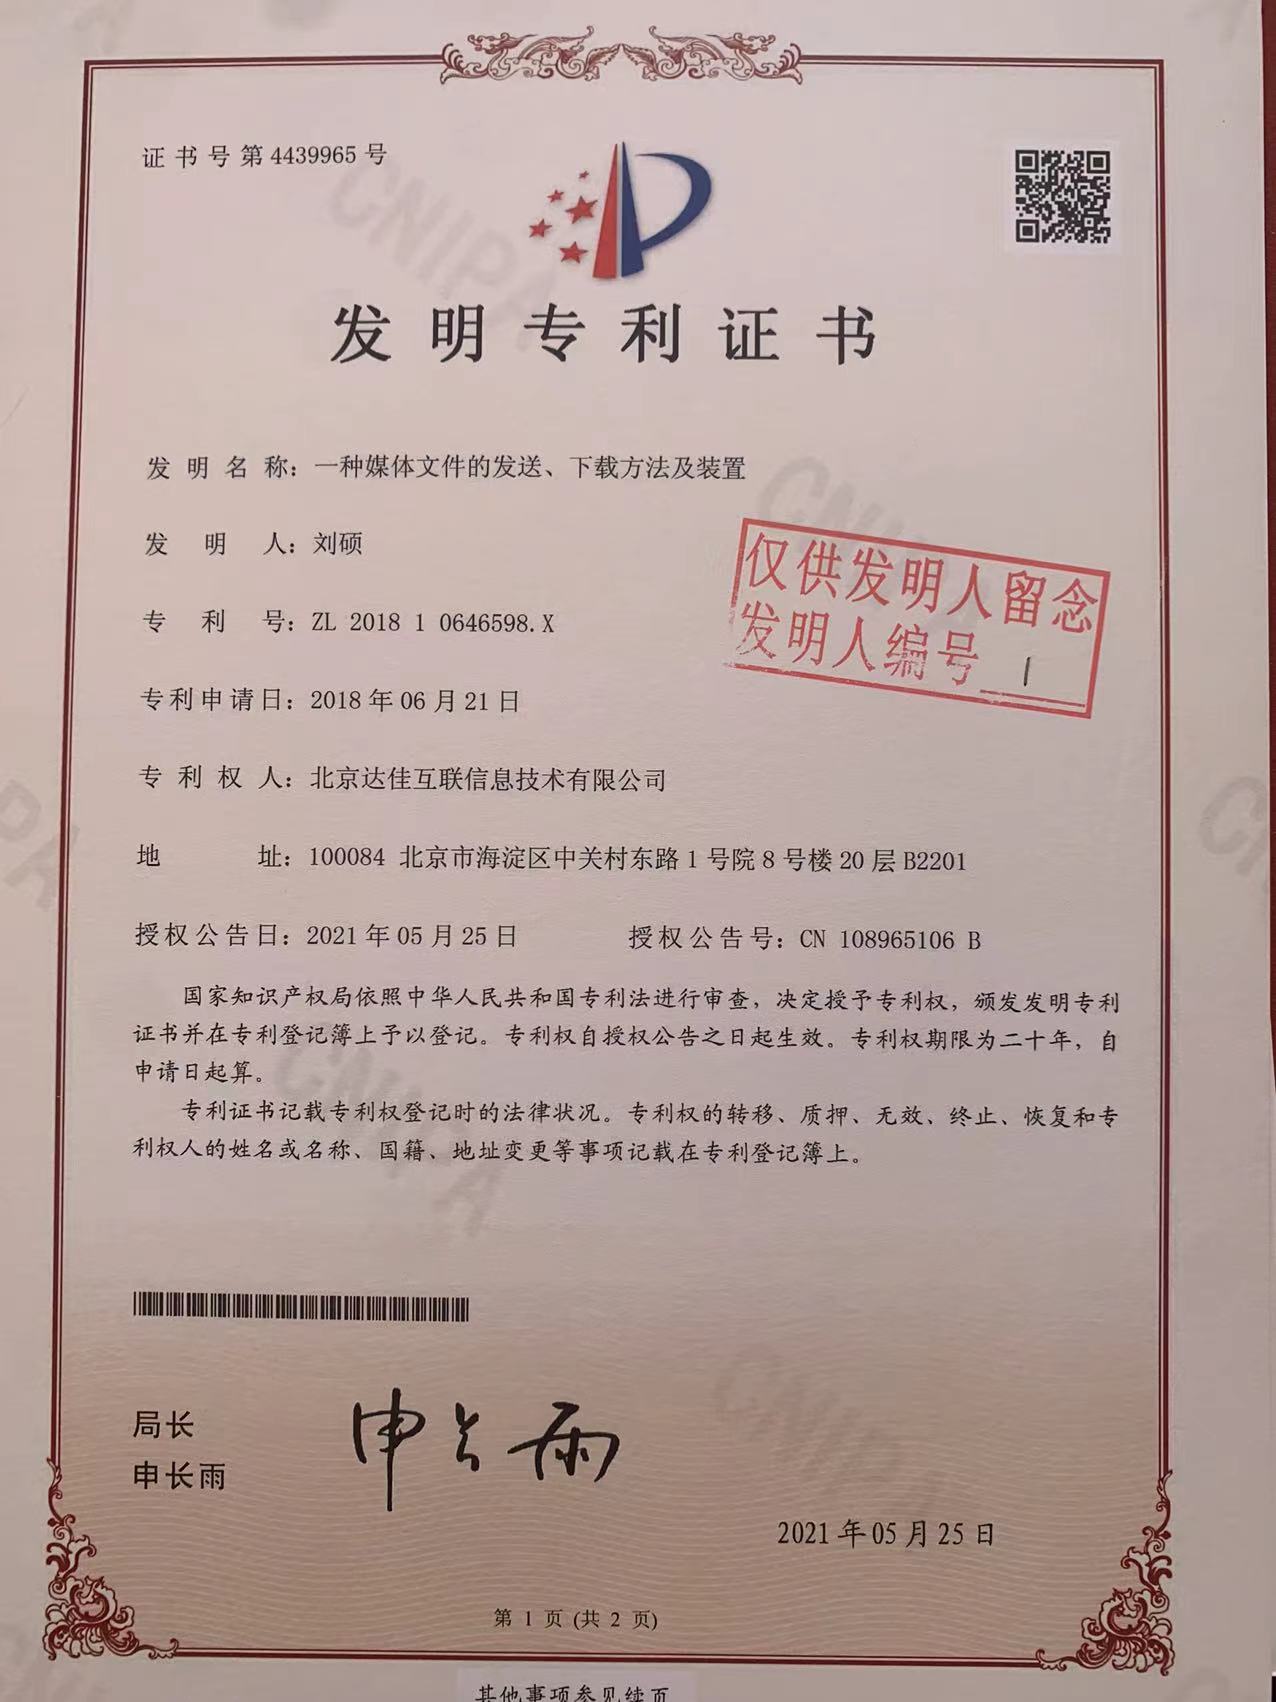 证书号第4439965号
发明专利证书
发明名称：一种媒体文件的发送、下载方法及装置
发明人：刘硕
仅供发明人留念
发明人编号 1
专利号：ZL 2018 1 0646598.X
专利申请日：2018年06月21日
专利权人：北京达佳互联信息技术有限公司
地址：100084 北京市海淀区中关村东路1号院8号楼20层B2201
授权公告日：2021年05月25日 授权公告号：CN 108965106 B
国家知识产权局依照中华人民共和国专利法进行审查，决定授予专利权，颁发发明专利
证书并在专利登记簿上予以登记。专利权自授权公告之日起生效。专利权期限为二十年，自
申请日起算。
专利证书记载专利权登记时的法律状况。专利权的转移、质押、无效、终止、恢复和专
利权人的姓名或名称、国籍、地址变更等事项记载在专利登记簿上。
局长
申长雨
申长雨
2021年05月25日
第 1 页 (共 2 页)
其他事项参见续页
CNIPA
CNIPA
CNIPA
CNIPA